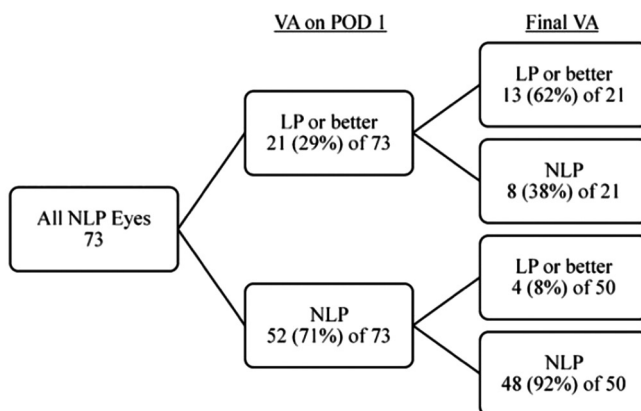 VA on POD 1
Final VA
All NLP Eyes
73
LP or better
21 (29%) of 73
LP or better
13 (62%) of 21
NLP
8 (38%) of 21
NLP
52 (71%) of 73
LP or better
4 (8%) of 50
NLP
48 (92%) of 50